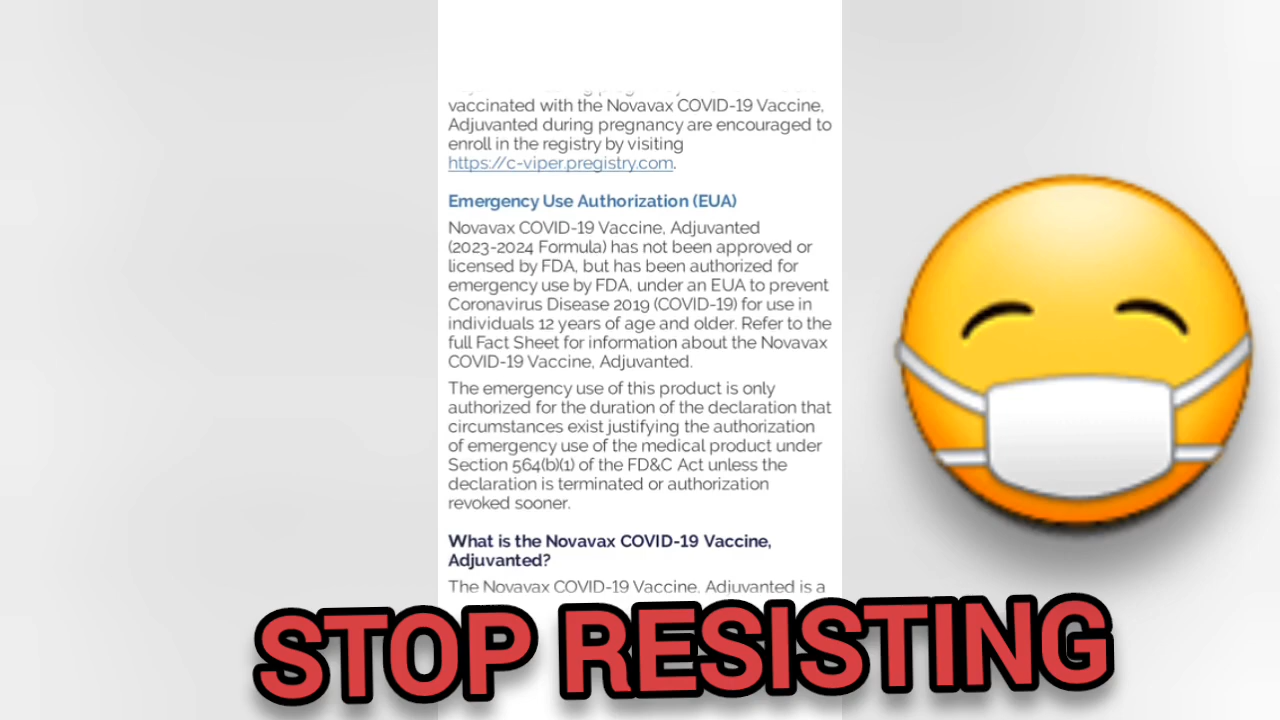 vaccinated with the Novavax COVID-19 Vaccine,
Adjuvanted during pregnancy are encouraged to
enroll in the registry by visiting
https://c-viper.pregistry.com.
Emergency Use Authorization (EUA)
Novavax COVID-19 Vaccine, Adjuvanted
(2023-2024 Formula) has not been approved or
licensed by FDA, but has been authorized for
emergency use by FDA, under an EUA to prevent
Coronavirus Disease 2019 (COVID-19) for use in
individuals 12 years of age and older. Refer to the
full Fact Sheet for information about the Novavax
COVID-19 Vaccine, Adjuvanted.
The emergency use of this product is only
authorized for the duration of the declaration that
circumstances exist justifying the authorization
of emergency use of the medical product under
Section 564(b)(1) of the FD&C Act unless the
declaration is terminated or authorization
revoked sooner.
What is the Novavax COVID-19 Vaccine,
Adjuvanted?
The Novavax COVID-19 Vaccine, Adjuvanted is a
STOP RESISTING